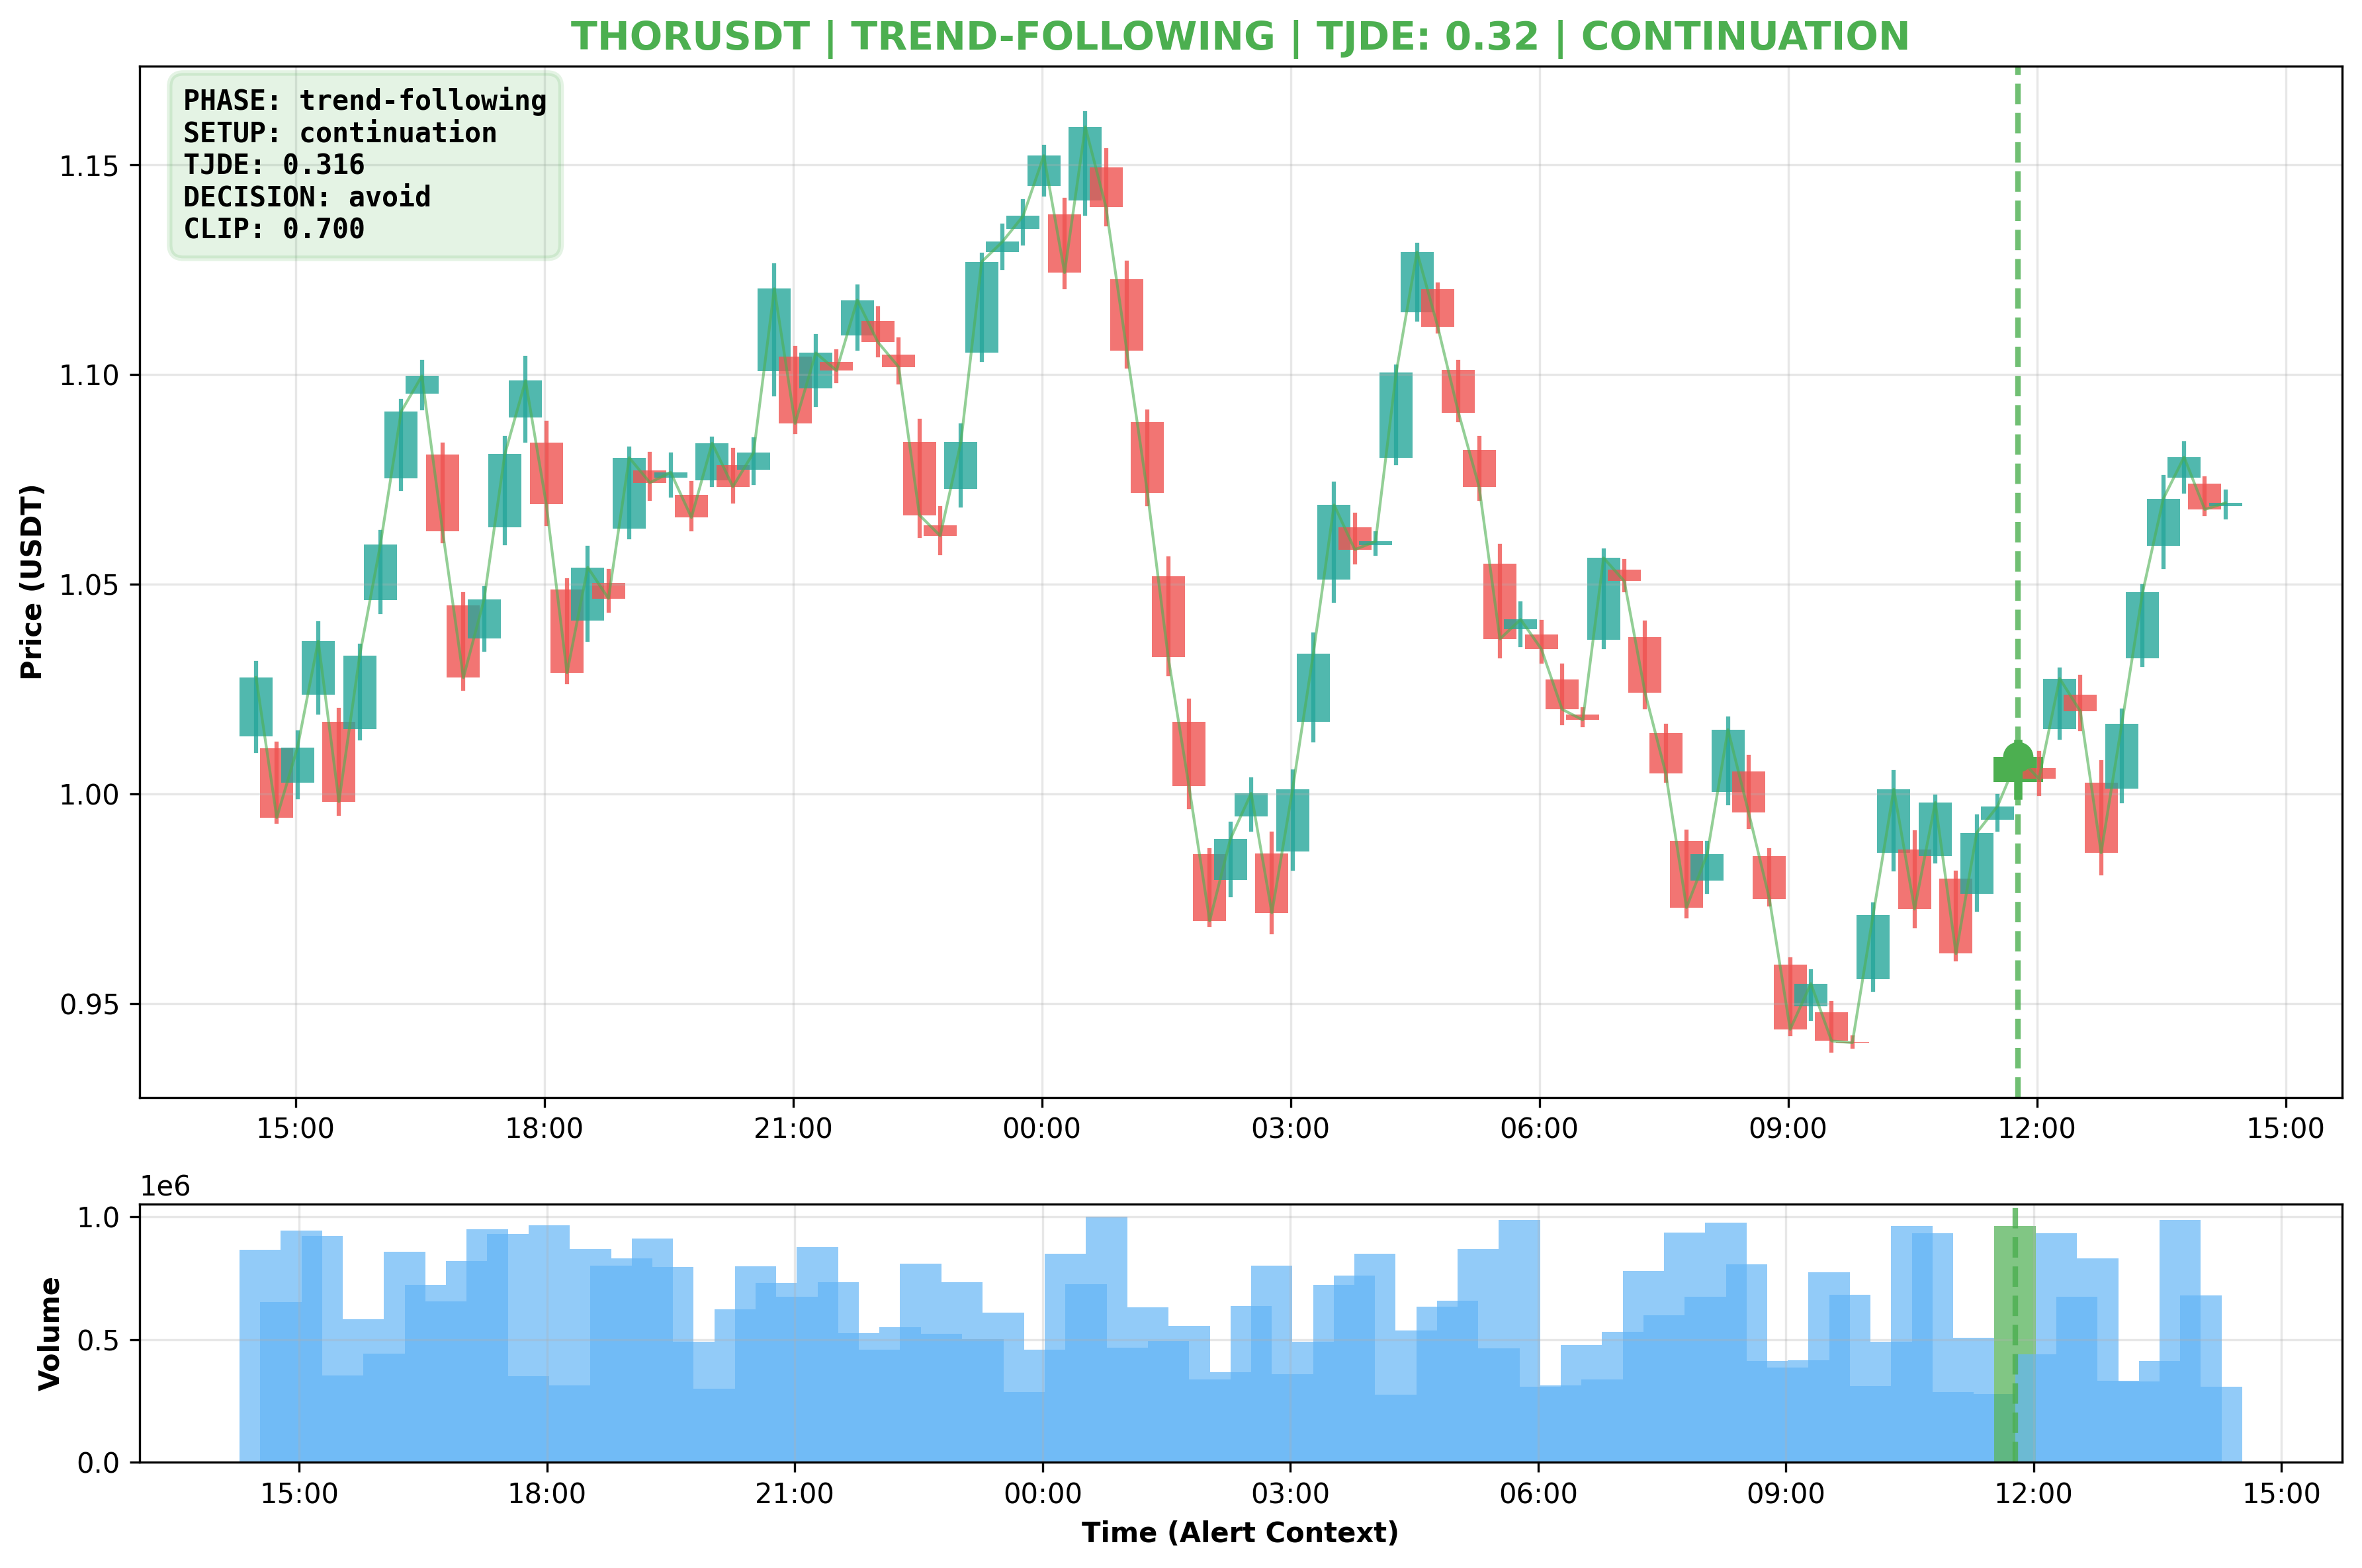 THORUSDT | TREND-FOLLOWING | TJDE: 0.32 | CONTINUATION
PHASE: trend-following
SETUP: continuation
TJDE: 0.316
DECISION: avoid
CLIP: 0.700
Price (USDT)
1.15
1.10
1.05
1.00
0.95
15:00 18:00 21:00 00:00 03:00 06:00 09:00 12:00 15:00
1e6
Volume
1.0
0.5
0.0
15:00 18:00 21:00 00:00 03:00 06:00 09:00 12:00 15:00
Time (Alert Context)